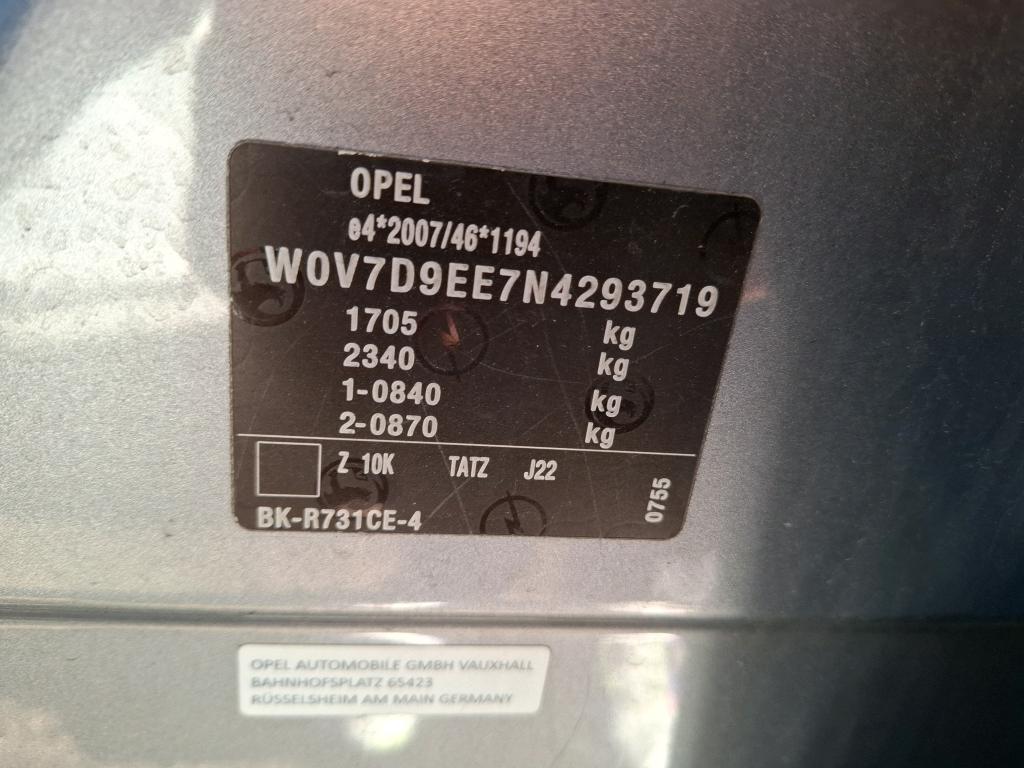 OPEL
e4*2007/46*1194
W0V7D9EE7N4293719
1705 kg
2340 kg
1-0840 kg
2-0870 kg
Z 10K TATZ J22
0755
BK-R731CE-4
OPEL AUTOMOBILE GMBH VAUXHALL
BAHNHOFSPLATZ 65423
RÜSSELSHEIM AM MAIN GERMANY